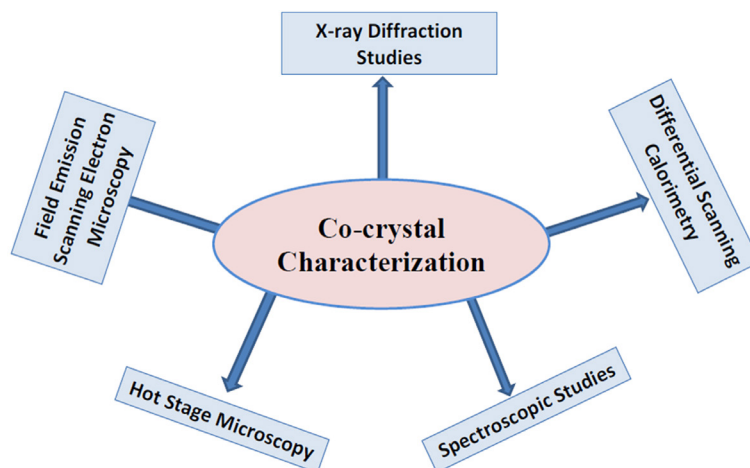 X-ray Diffraction
Studies
Field Emission
Scanning Electron
Microscopy
Differential Scanning
Calorimetry
Co-crystal
Characterization
Hot Stage Microscopy
Spectroscopic Studies